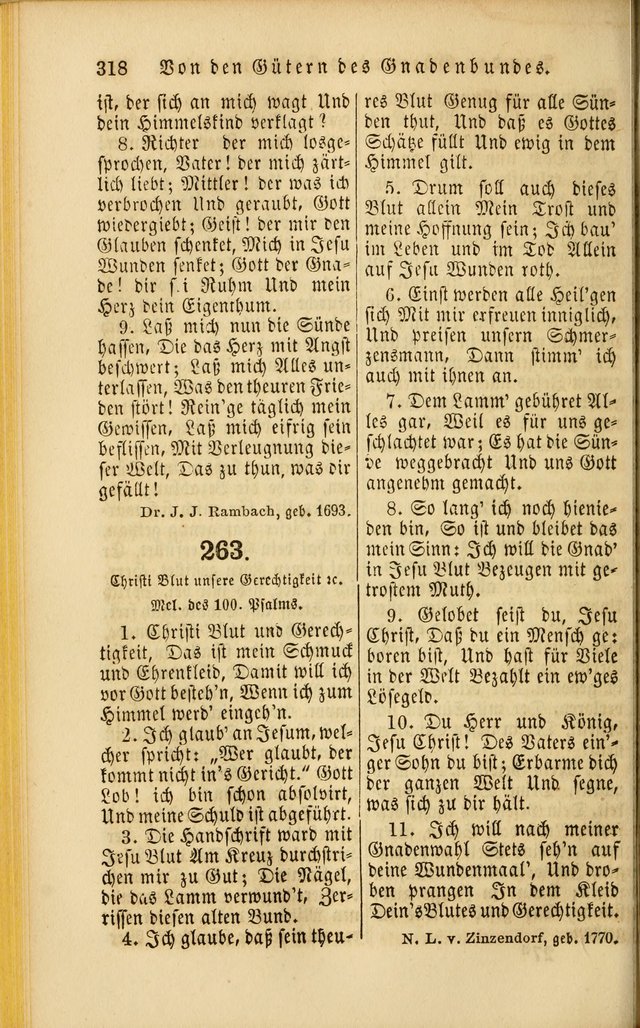 318 Von den Gütern des Gnadenbundes.
ist, der sich an mich wagt Und
dein Himmelskind verklagt?
8. Richter der mich losge-
sprochen, Vater! der mich zärt-
lich liebt; Mittler! der was ich
verbrochen Und geraubt, Gott
wiedergiebt; Geist! der mir den
Glauben schenket, Mich in Jesu
Wunden senket; Gott der Gna-
de! dir s.i Ruhm Und mein
Herz dein Eigenthum.
9. Laß mich nun die Sünde
hassen, Die das Herz mit Angst
beschwert; Laß mich Alles un-
terlassen, Was den theuren Frie-
den stört! Rein'ge täglich mein
Gewissen, Laß mich eifrig sein
beflissen, Mit Verleugnung die-
ser Welt, Das zu thun, was dir
gefällt!
Dr. J. J. Rambach, geb. 1693.
263.
Christi Blut unsere Gerechtigkeit ꝛc.
Mel. des 100. Psalms.
1. Christi Blut und Gerech-
tigkeit, Das ist mein Schmuck
und Ehrenkleid, Damit will ich
vor Gott besteh'n, Wenn ich zum
Himmel werd' eingeh'n.
2. Ich glaub' an Jesum, wel-
cher spricht: „Wer glaubt, der
kommt nicht in's Gericht.“ Gott
Lob! ich bin schon absolvirt,
Und meine Schuld ist abgeführt.
3. Die Handschrift ward mit
Jesu Blut Am Kreuz durchstri-
chen mir zu gut; Die Nägel,
die das Lamm verwund't, Zer-
rissen diesen alten Bund.
4. Ich glaube, daß sein theu-
res Blut Genug für alle Sün-
den thut, Und daß es Gottes
Schätze füllt Und ewig in dem
Himmel gilt.
5. Drum soll auch dieses
Blut allein Mein Trost und
meine Hoffnung sein; Ich bau'
im Leben und im Tod Allein
auf Jesu Wunden roth.
6. Einst werden alle Heil'gen
sich Mit mir erfreuen inniglich,
Und preisen unsern Schmer-
zensmann, Dann stimm' ich
auch mit ihnen an.
7. Dem Lamm' gebühret Al-
les gar, Weil es für uns ge-
schlachtet war; Es hat die Sün-
de weggebracht Und uns Gott
angenehm gemacht.
8. So lang' ich noch hienie-
den bin, So ist und bleibet das
mein Sinn: Ich will die Gnad'
in Jesu Blut Bezeugen mit ge-
trostem Muth.
9. Gelobet seist du, Jesu
Christ, Daß du ein Mensch ge-
boren bist, Und hast für Viele
in der Welt Bezahlt ein ew'ges
Lösegeld.
10. Du Herr und König,
Jesu Christ! Des Vaters ein'-
ger Sohn du bist; Erbarme dich
der ganzen Welt Und segne,
was sich zu dir hält.
11. Ich will nach meiner
Gnadenwahl Stets seh'n auf
deine Wundenmaal', Und dro-
ben prangen In dem Kleid
Dein's Blutes und Gerechtigkeit.
N. L. v. Zinzendorf, geb. 1770.